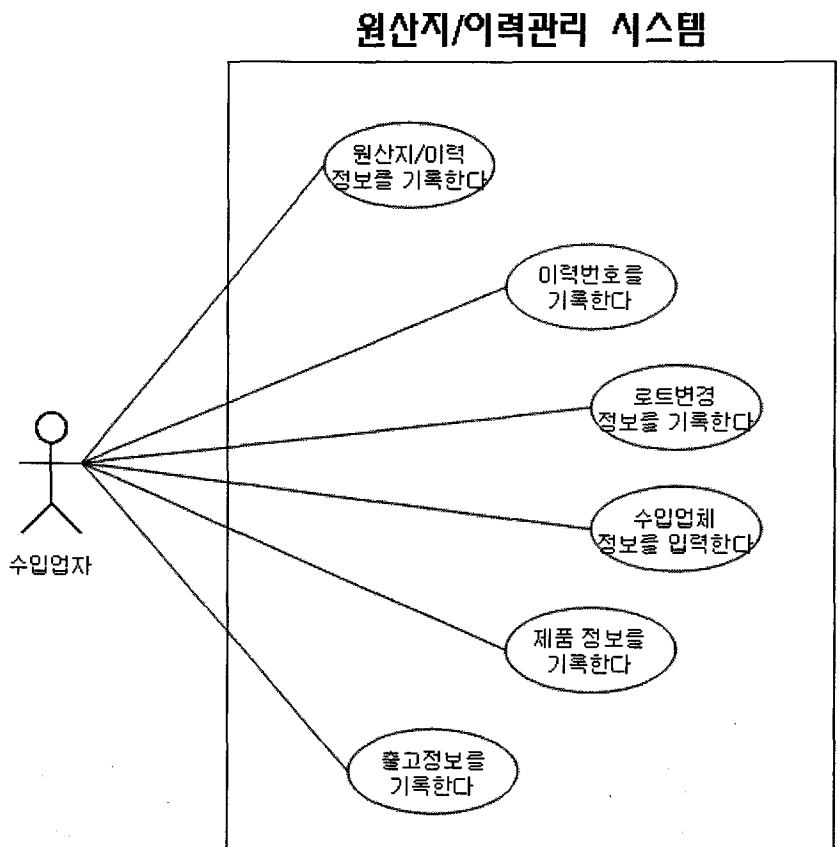 원산지/이력관리 시스템
원산지/이력
정보를 기록한다
이력번호를
기록한다
로트변경
정보를 기록한다
수입업체
정보를 입력한다
수입업자
제품 정보를
기록한다
출고정보를
기록한다